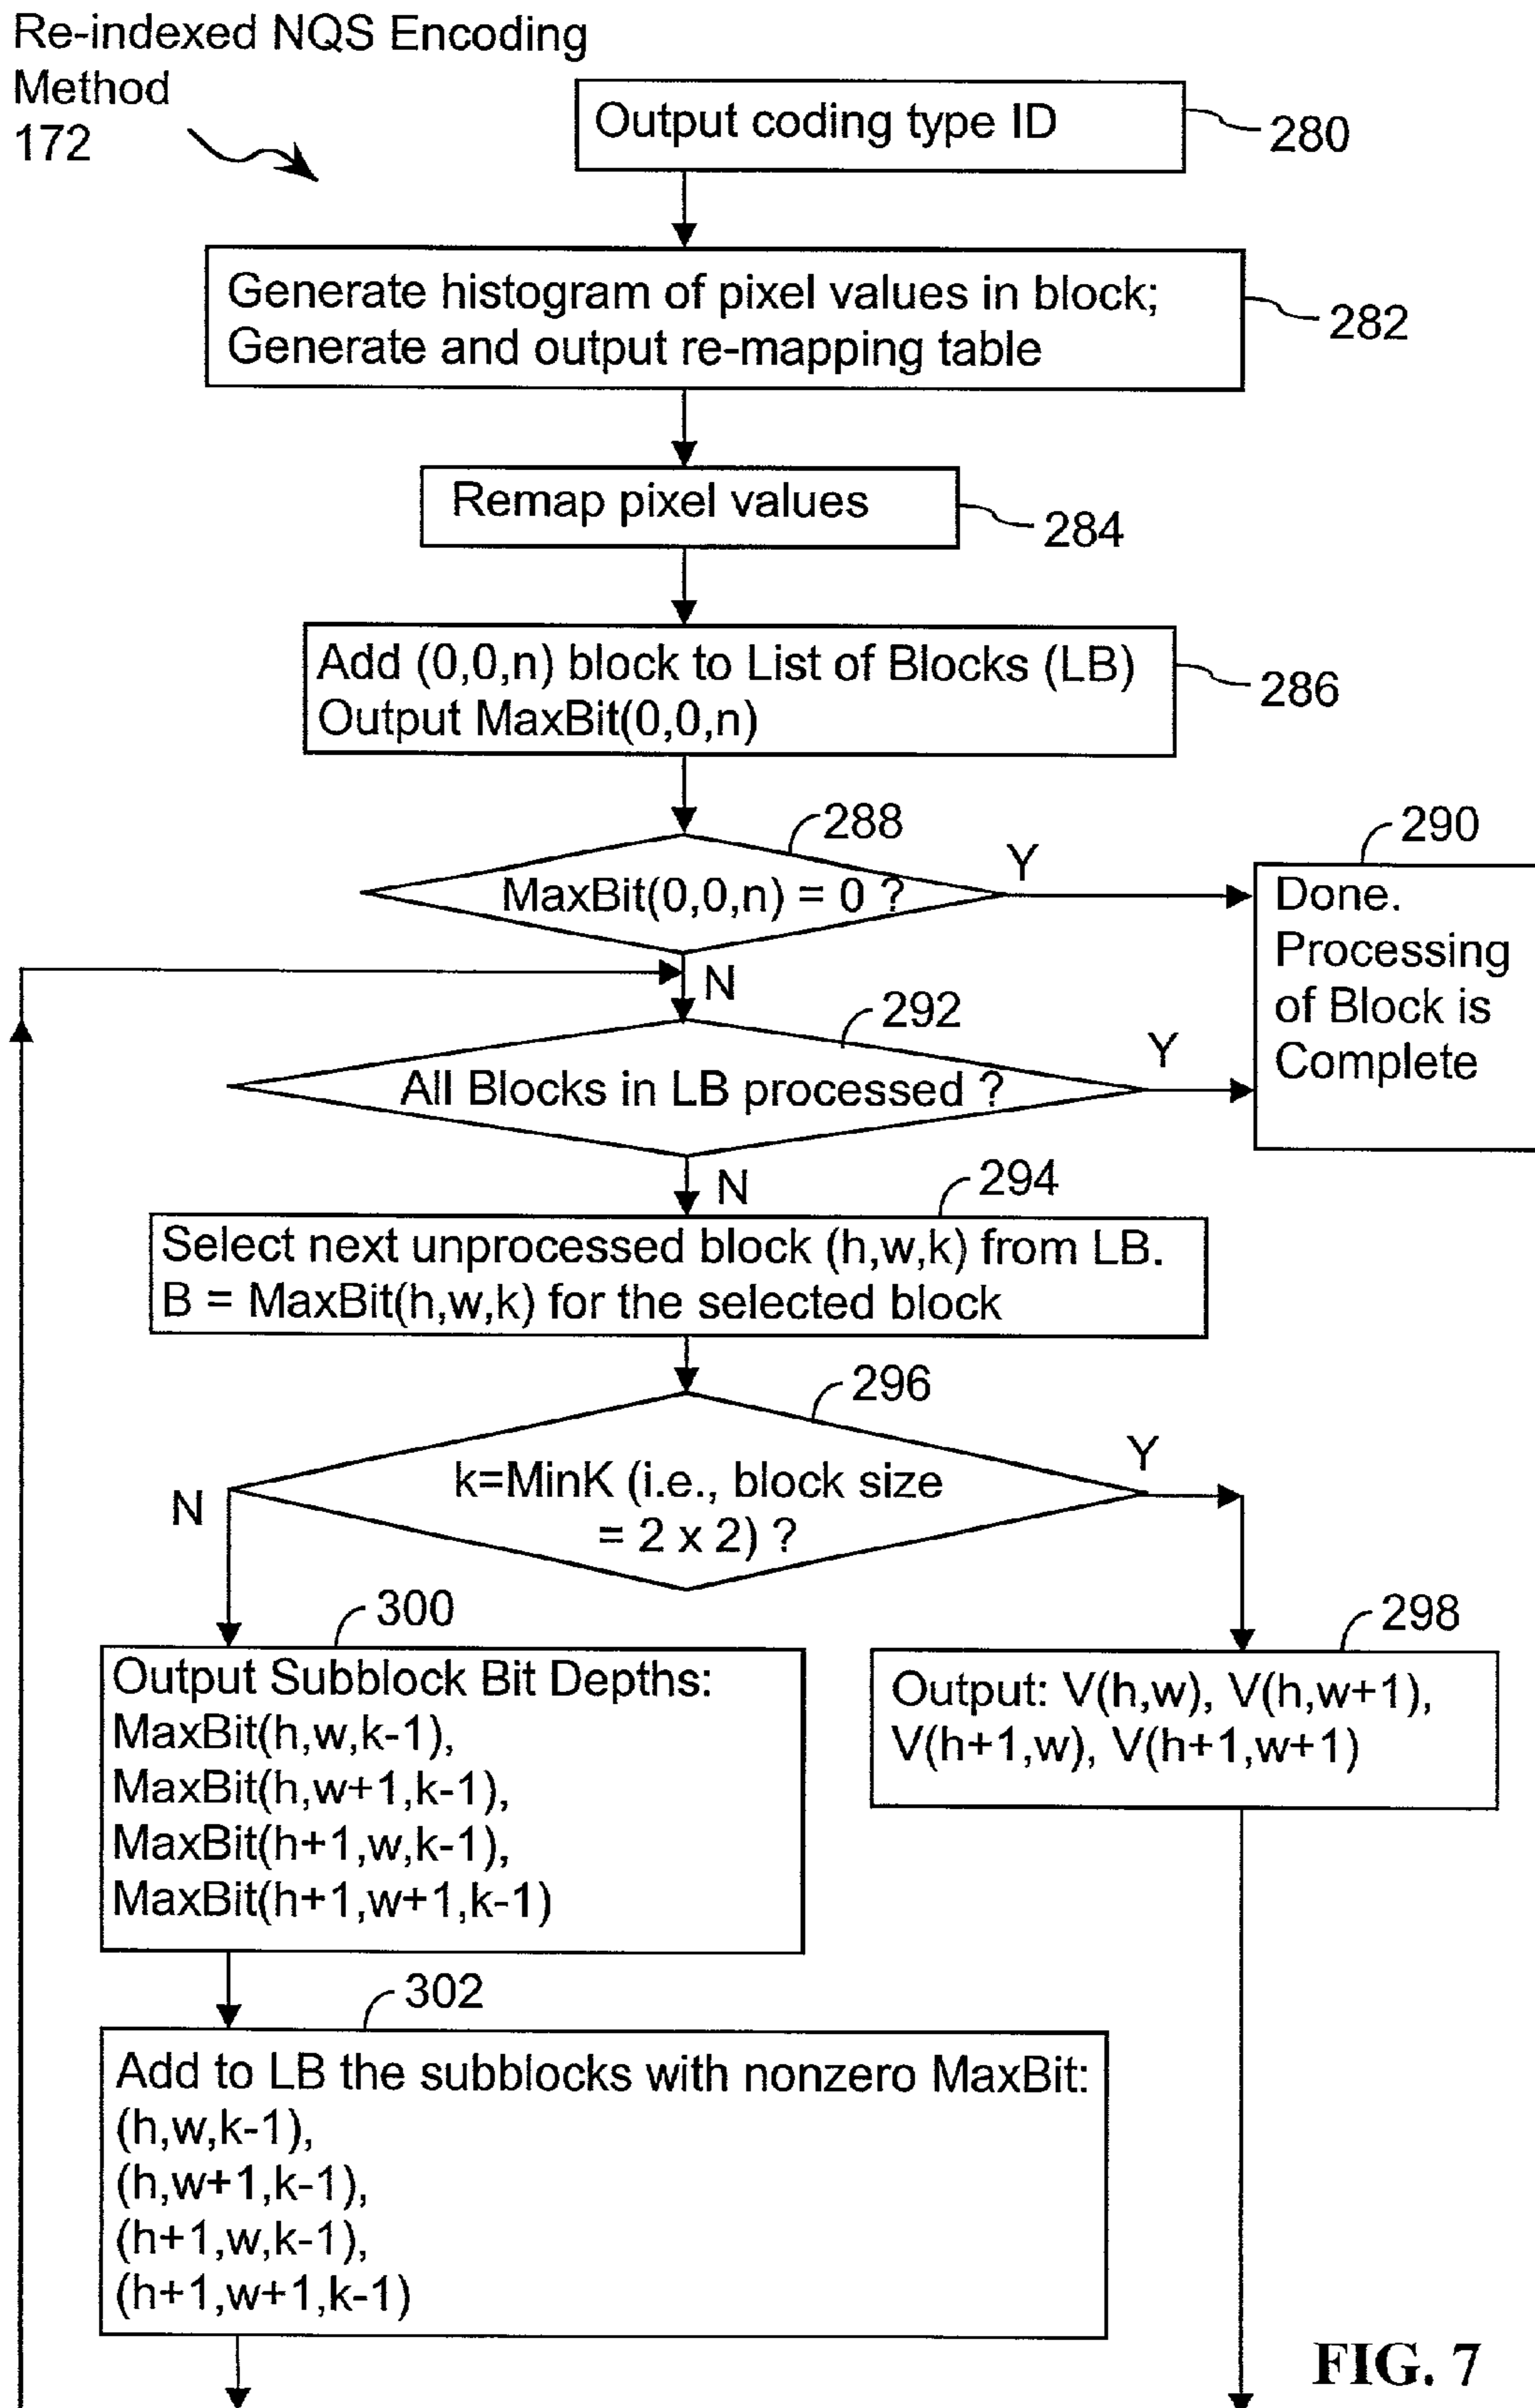 Re-indexed NQS Encoding
Method
172
Output coding type ID
280
Generate histogram of pixel values in block;
Generate and output re-mapping table
282
Remap pixel values
284
Add (0,0,n) block to List of Blocks (LB)
Output MaxBit(0,0,n)
286
288
MaxBit(0,0,n) = 0 ?
Y
290
Done.
Processing
of Block is
Complete
N
292
All Blocks in LB processed ?
Y
N
294
Select next unprocessed block (h,w,k) from LB.
B = MaxBit(h,w,k) for the selected block
296
k=MinK (i.e., block size
= 2 x 2) ?
Y
N
300
Output Subblock Bit Depths:
MaxBit(h,w,k-1),
MaxBit(h,w+1,k-1),
MaxBit(h+1,w,k-1),
MaxBit(h+1,w+1,k-1)
298
Output: V(h,w), V(h,w+1),
V(h+1,w), V(h+1,w+1)
302
Add to LB the subblocks with nonzero MaxBit:
(h,w,k-1),
(h,w+1,k-1),
(h+1,w,k-1),
(h+1,w+1,k-1)
FIG. 7